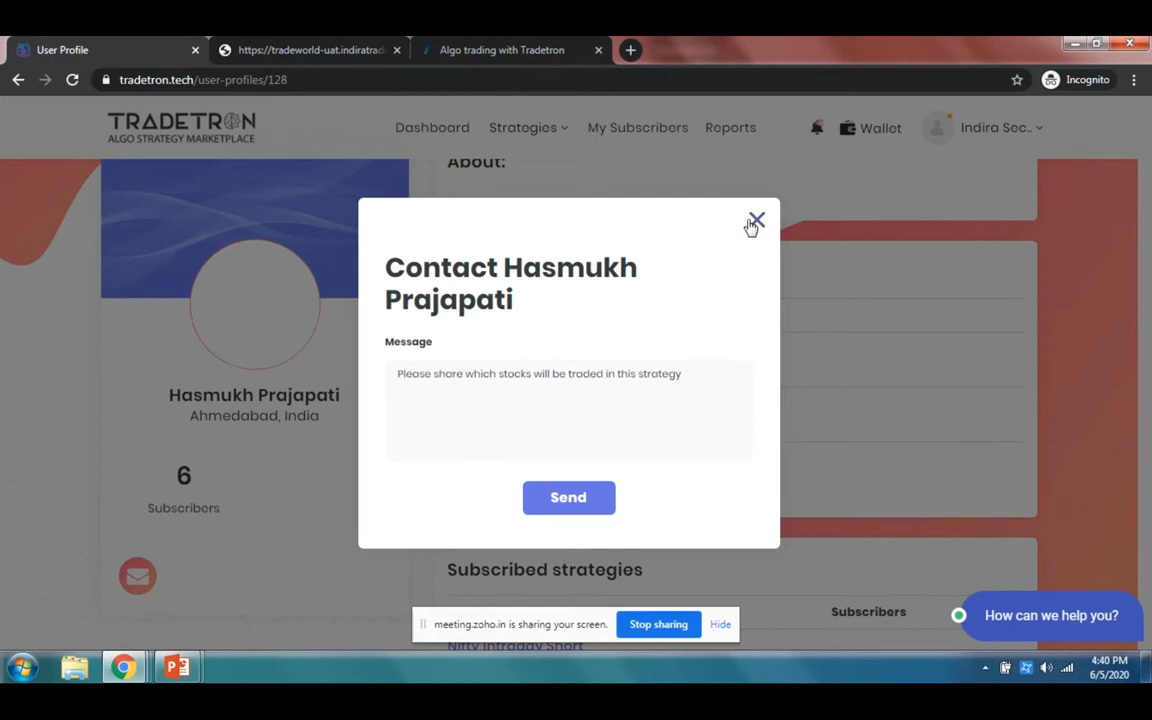 User Profile
https://tradeworld-uat.indiratrad
Algo trading with Tradetron
tradetron.tech/user-profiles/128
Incognito
TRADETRON
ALGO STRATEGY MARKETPLACE
Dashboard
Strategies
My Subscribers
Reports
Wallet
Indira Sec..
About:
Contact Hasmukh
Prajapati
Message
Please share which stocks will be traded in this strategy
Send
Hasmukh Prajapati
Ahmedabad, India
6
Subscribers
Subscribed strategies
Subscribers
How can we help you?
meeting.zoho.in is sharing your screen.
Stop sharing
Hide
Nifty Intraday Short
4:40 PM
6/5/2020